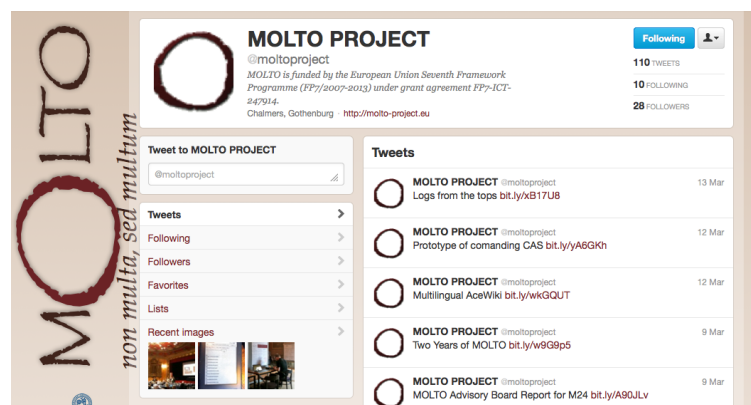 MOLTO
non multa, sed multum
MOLTO PROJECT
@moltoproject
MOLTO is funded by the European Union Seventh Framework
Programme (FP7/2007-2013) under grant agreement FP7-ICT-
247914.
Chalmers, Gothenburg · http://molto-project.eu
Following
110 TWEETS
10 FOLLOWING
28 FOLLOWERS
Tweet to MOLTO PROJECT
@moltoproject
Tweets
Following
Followers
Favorites
Lists
Recent images
Tweets
MOLTO PROJECT @moltoproject 13 Mar
Logs from the tops bit.ly/xB17U8
MOLTO PROJECT @moltoproject 12 Mar
Prototype of comanding CAS bit.ly/yA6GKh
MOLTO PROJECT @moltoproject 12 Mar
Multilingual AceWiki bit.ly/wkGQUT
MOLTO PROJECT @moltoproject 9 Mar
Two Years of MOLTO bit.ly/w9G9p5
MOLTO PROJECT @moltoproject 9 Mar
MOLTO Advisory Board Report for M24 bit.ly/A90JLv